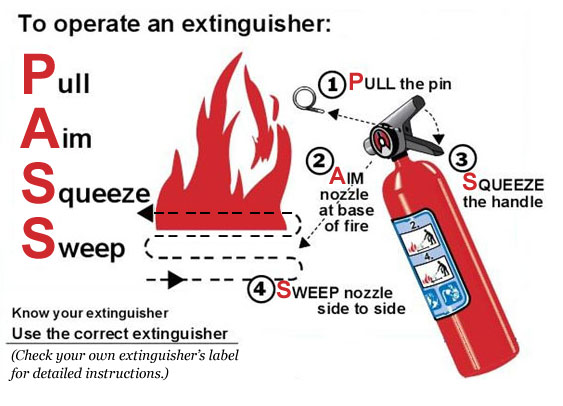 To operate an extinguisher:
Pull
Aim
Squeeze
Sweep
1 PULL the pin
2 AIM
nozzle
at base
of fire
3 SQUEEZE
the handle
4 SWEEP nozzle
side to side
2.
4.
Know your extinguisher
Use the correct extinguisher
(Check your own extinguisher's label
for detailed instructions.)